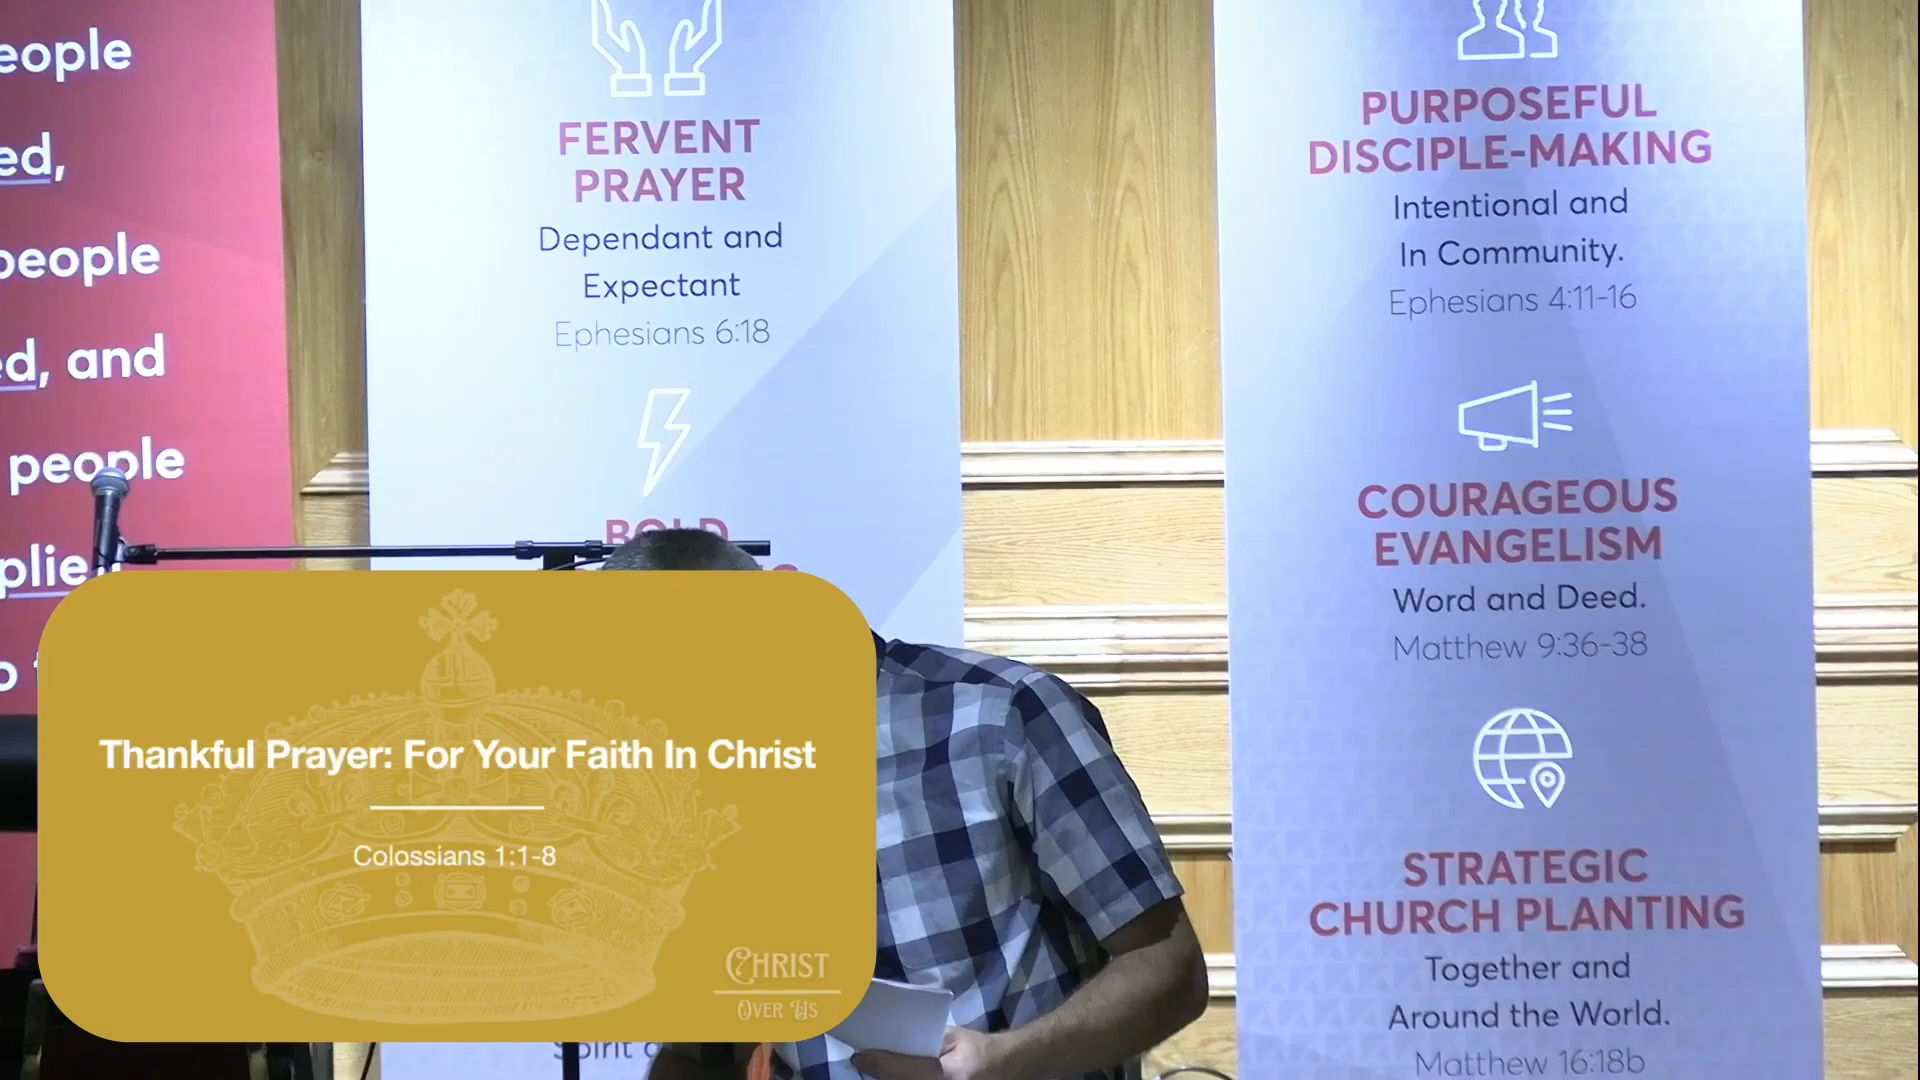 eople
ed,
people
ed, and
people
plie
FERVENT
PRAYER
Dependant and
Expectant
Ephesians 6:18
BOLD
PURPOSEFUL
DISCIPLE-MAKING
Intentional and
In Community.
Ephesians 4:11-16
COURAGEOUS
EVANGELISM
Word and Deed.
Matthew 9:36-38
STRATEGIC
CHURCH PLANTING
Together and
Around the World.
Matthew 16:18b
Thankful Prayer: For Your Faith In Christ
Colossians 1:1-8
CHRIST
OVER US
Spirit